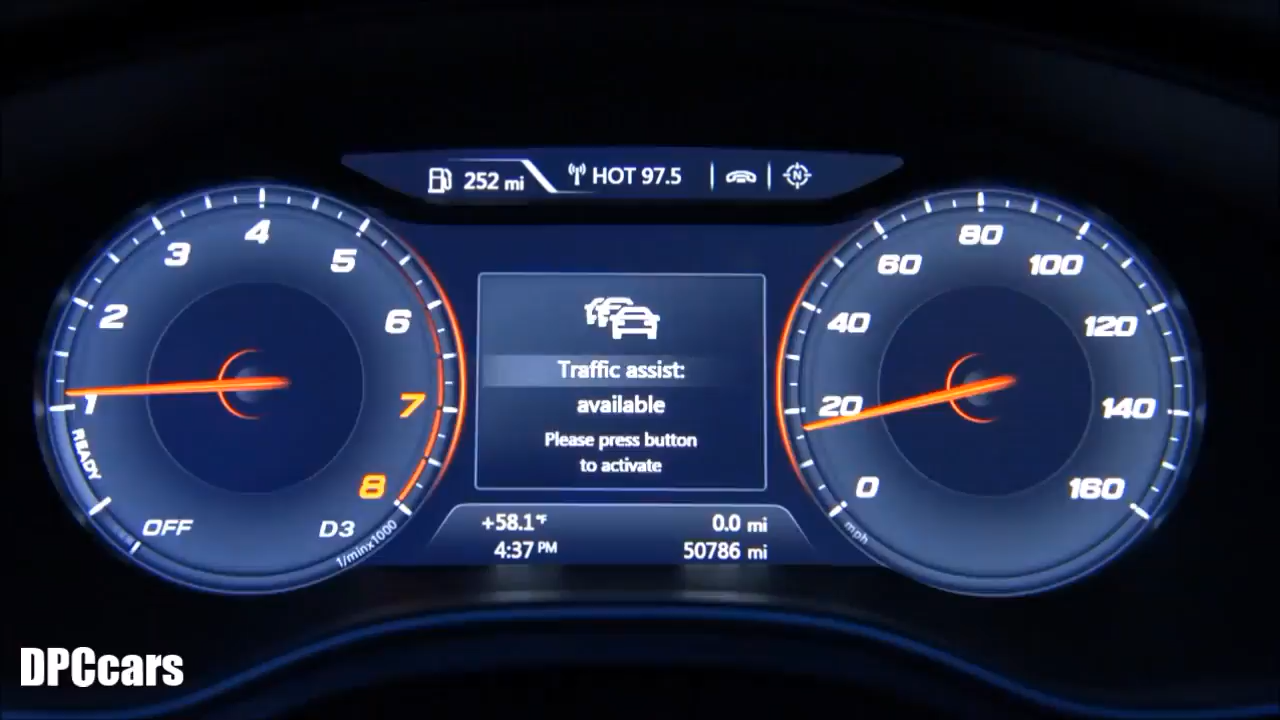 252 mi
HOT 97.5
N
1
2
3
4
5
6
7
8
READY
OFF
D3
1/minx1000
Traffic assist:
available
Please press button
to activate
+58.1°F
0.0 mi
4:37 PM
50786 mi
0
20
40
60
80
100
120
140
160
mph
DPCcars